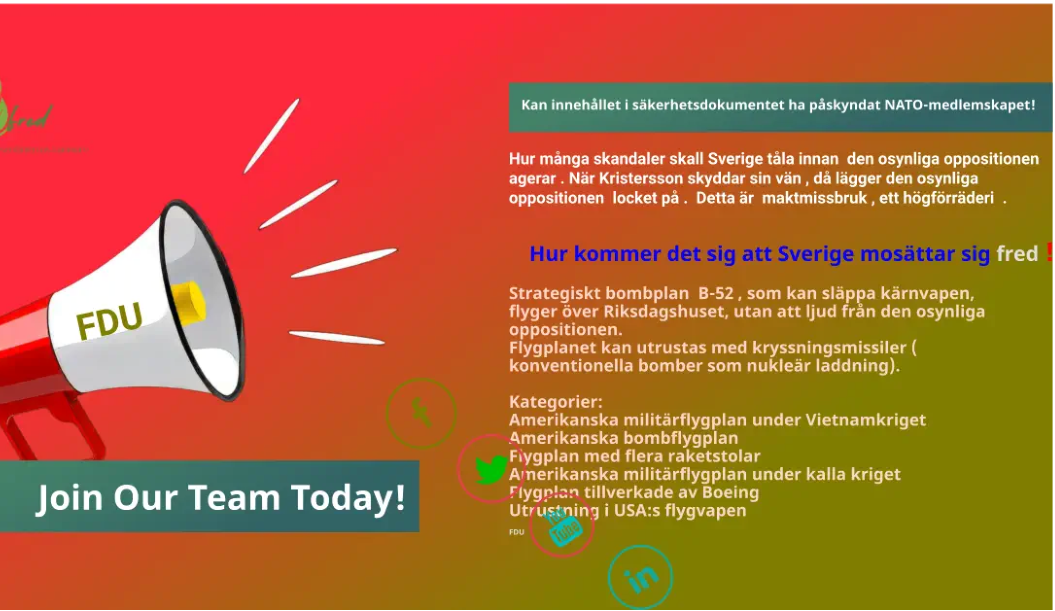 fred
Kan innehållet i säkerhetsdokumentet ha påskyndat NATO-medlemskapet!
Hur många skandaler skall Sverige tåla innan den osynliga oppositionen
agerar . När Kristersson skyddar sin vän , då lägger den osynliga
oppositionen locket på . Detta är maktmissbruk , ett högförräderi .
Hur kommer det sig att Sverige mosättar sig fred !
Strategiskt bombplan B-52 , som kan släppa kärnvapen,
flyger över Riksdagshuset, utan att ljud från den osynliga
oppositionen.
Flygplanet kan utrustas med kryssningsmissiler (
konventionella bomber som nukleär laddning).
Kategorier:
Amerikanska militärflygplan under Vietnamkriget
Amerikanska bombflygplan
Flygplan med flera raketstolar
Amerikanska militärflygplan under kalla kriget
Flygplan tillverkade av Boeing
Utrustning i USA:s flygvapen
FDU
FDU
Join Our Team Today!
You
Tube
in